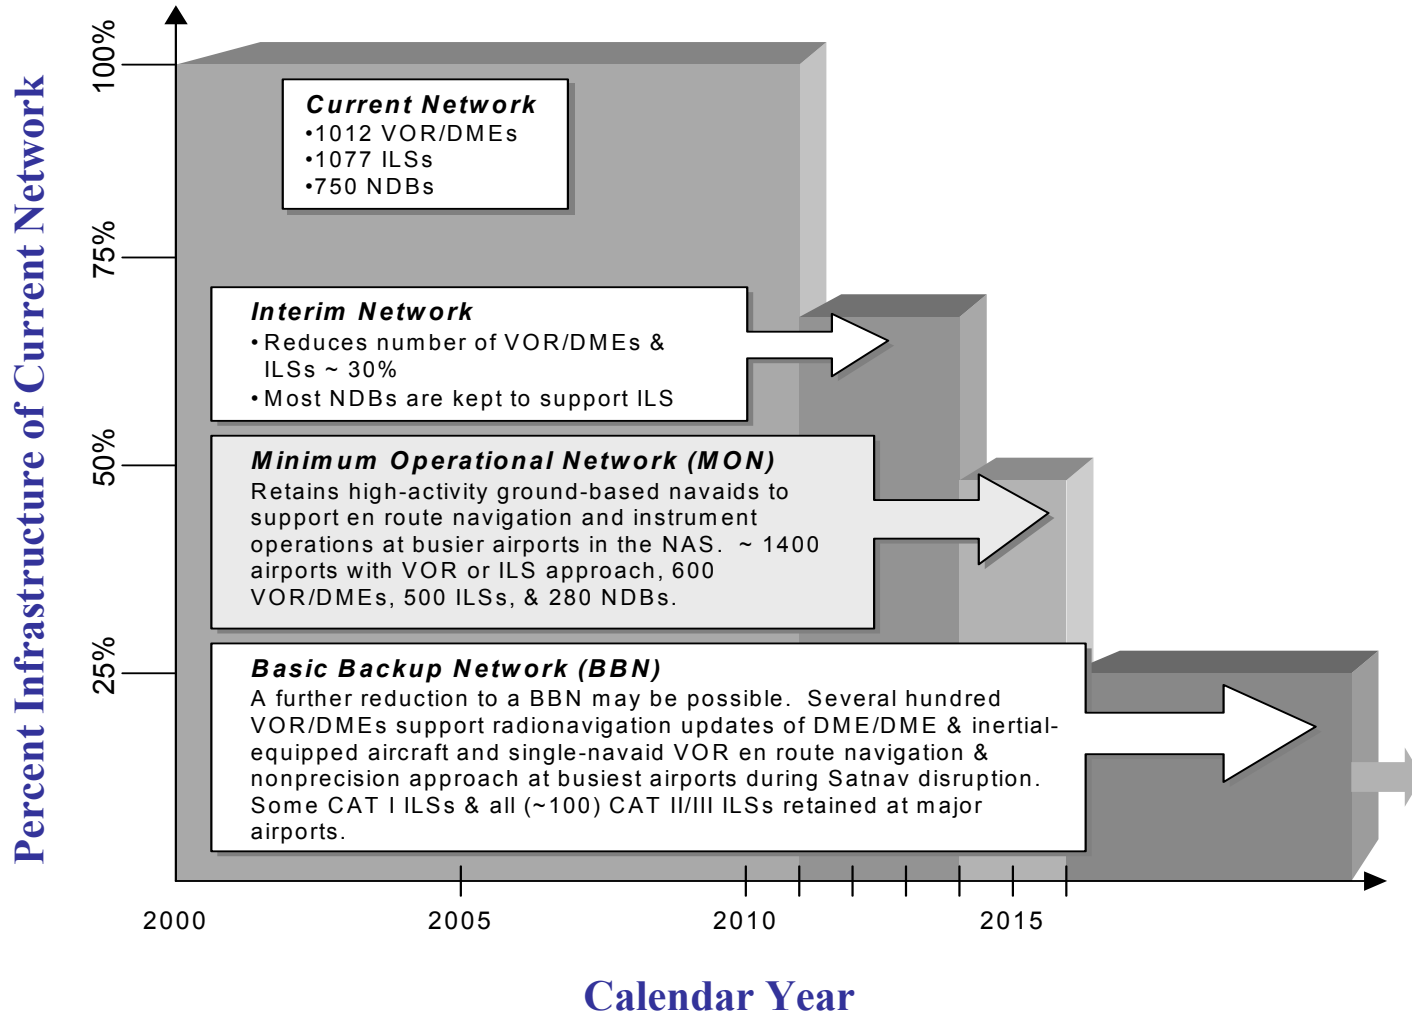 100%
75%
50%
25%
Percent Infrastructure of Current Network
Current Network
•1012 VOR/DMEs
•1077 ILSs
•750 NDBs
Interim Network
•Reduces number of VOR/DMEs &
ILSs ~ 30%
•Most NDBs are kept to support ILS
Minimum Operational Network (MON)
Retains high-activity ground-based navaids to
support en route navigation and instrument
operations at busier airports in the NAS. ~ 1400
airports with VOR or ILS approach, 600
VOR/DMEs, 500 ILSs, & 280 NDBs.
Basic Backup Network (BBN)
A further reduction to a BBN may be possible. Several hundred
VOR/DMEs support radionavigation updates of DME/DME & inertial-
equipped aircraft and single-navaid VOR en route navigation &
nonprecision approach at busiest airports during Satnav disruption.
Some CAT I ILSs & all (~100) CAT II/III ILSs retained at major
airports.
2000 2005 2010 2015
Calendar Year